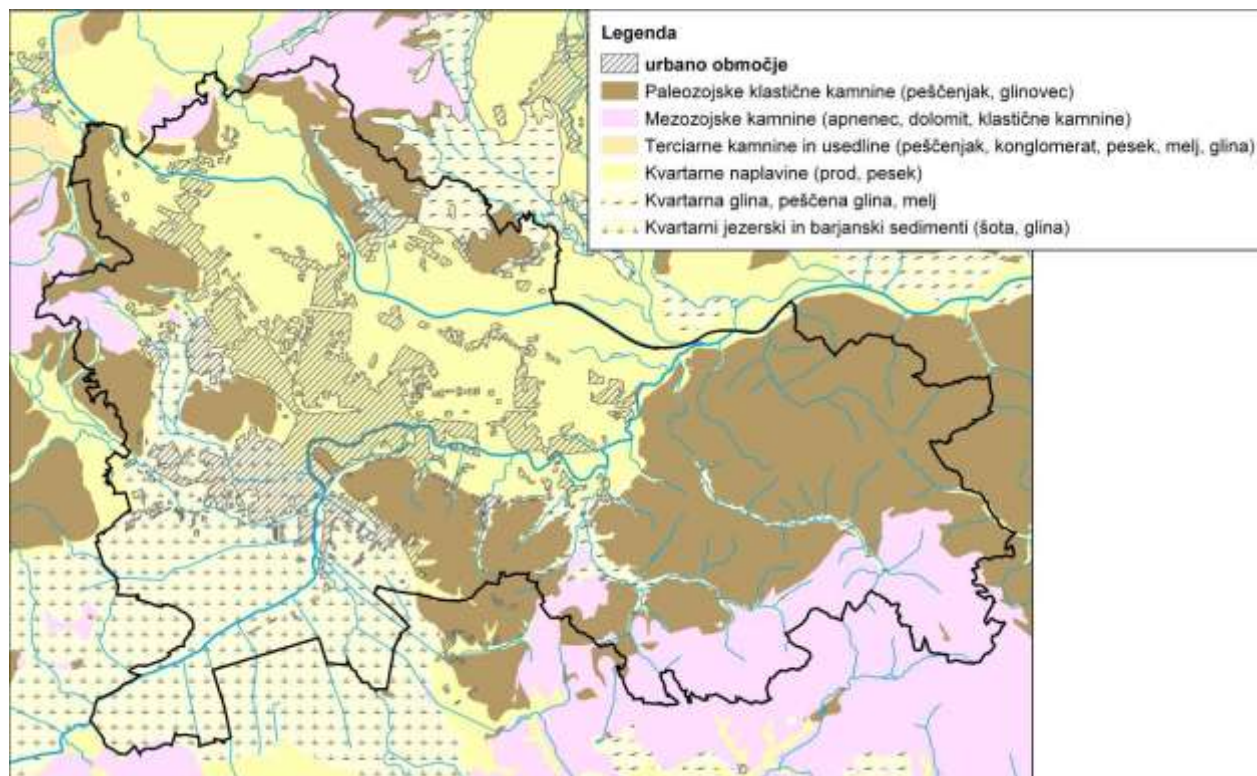 Legenda
urbano območje
Paleozojske klastične kamnine (peščenjak, glinovec)
Mezozojske kamnine (apnenec, dolomit, klastične kamnine)
Terciarne kamnine in usedline (peščenjak, konglomerat, pesek, melj, glina)
Kvartarne naplavine (prod, pesek)
Kvartarna glina, peščena glina, melj
Kvartarni jezerski in barjanski sedimenti (šota, glina)